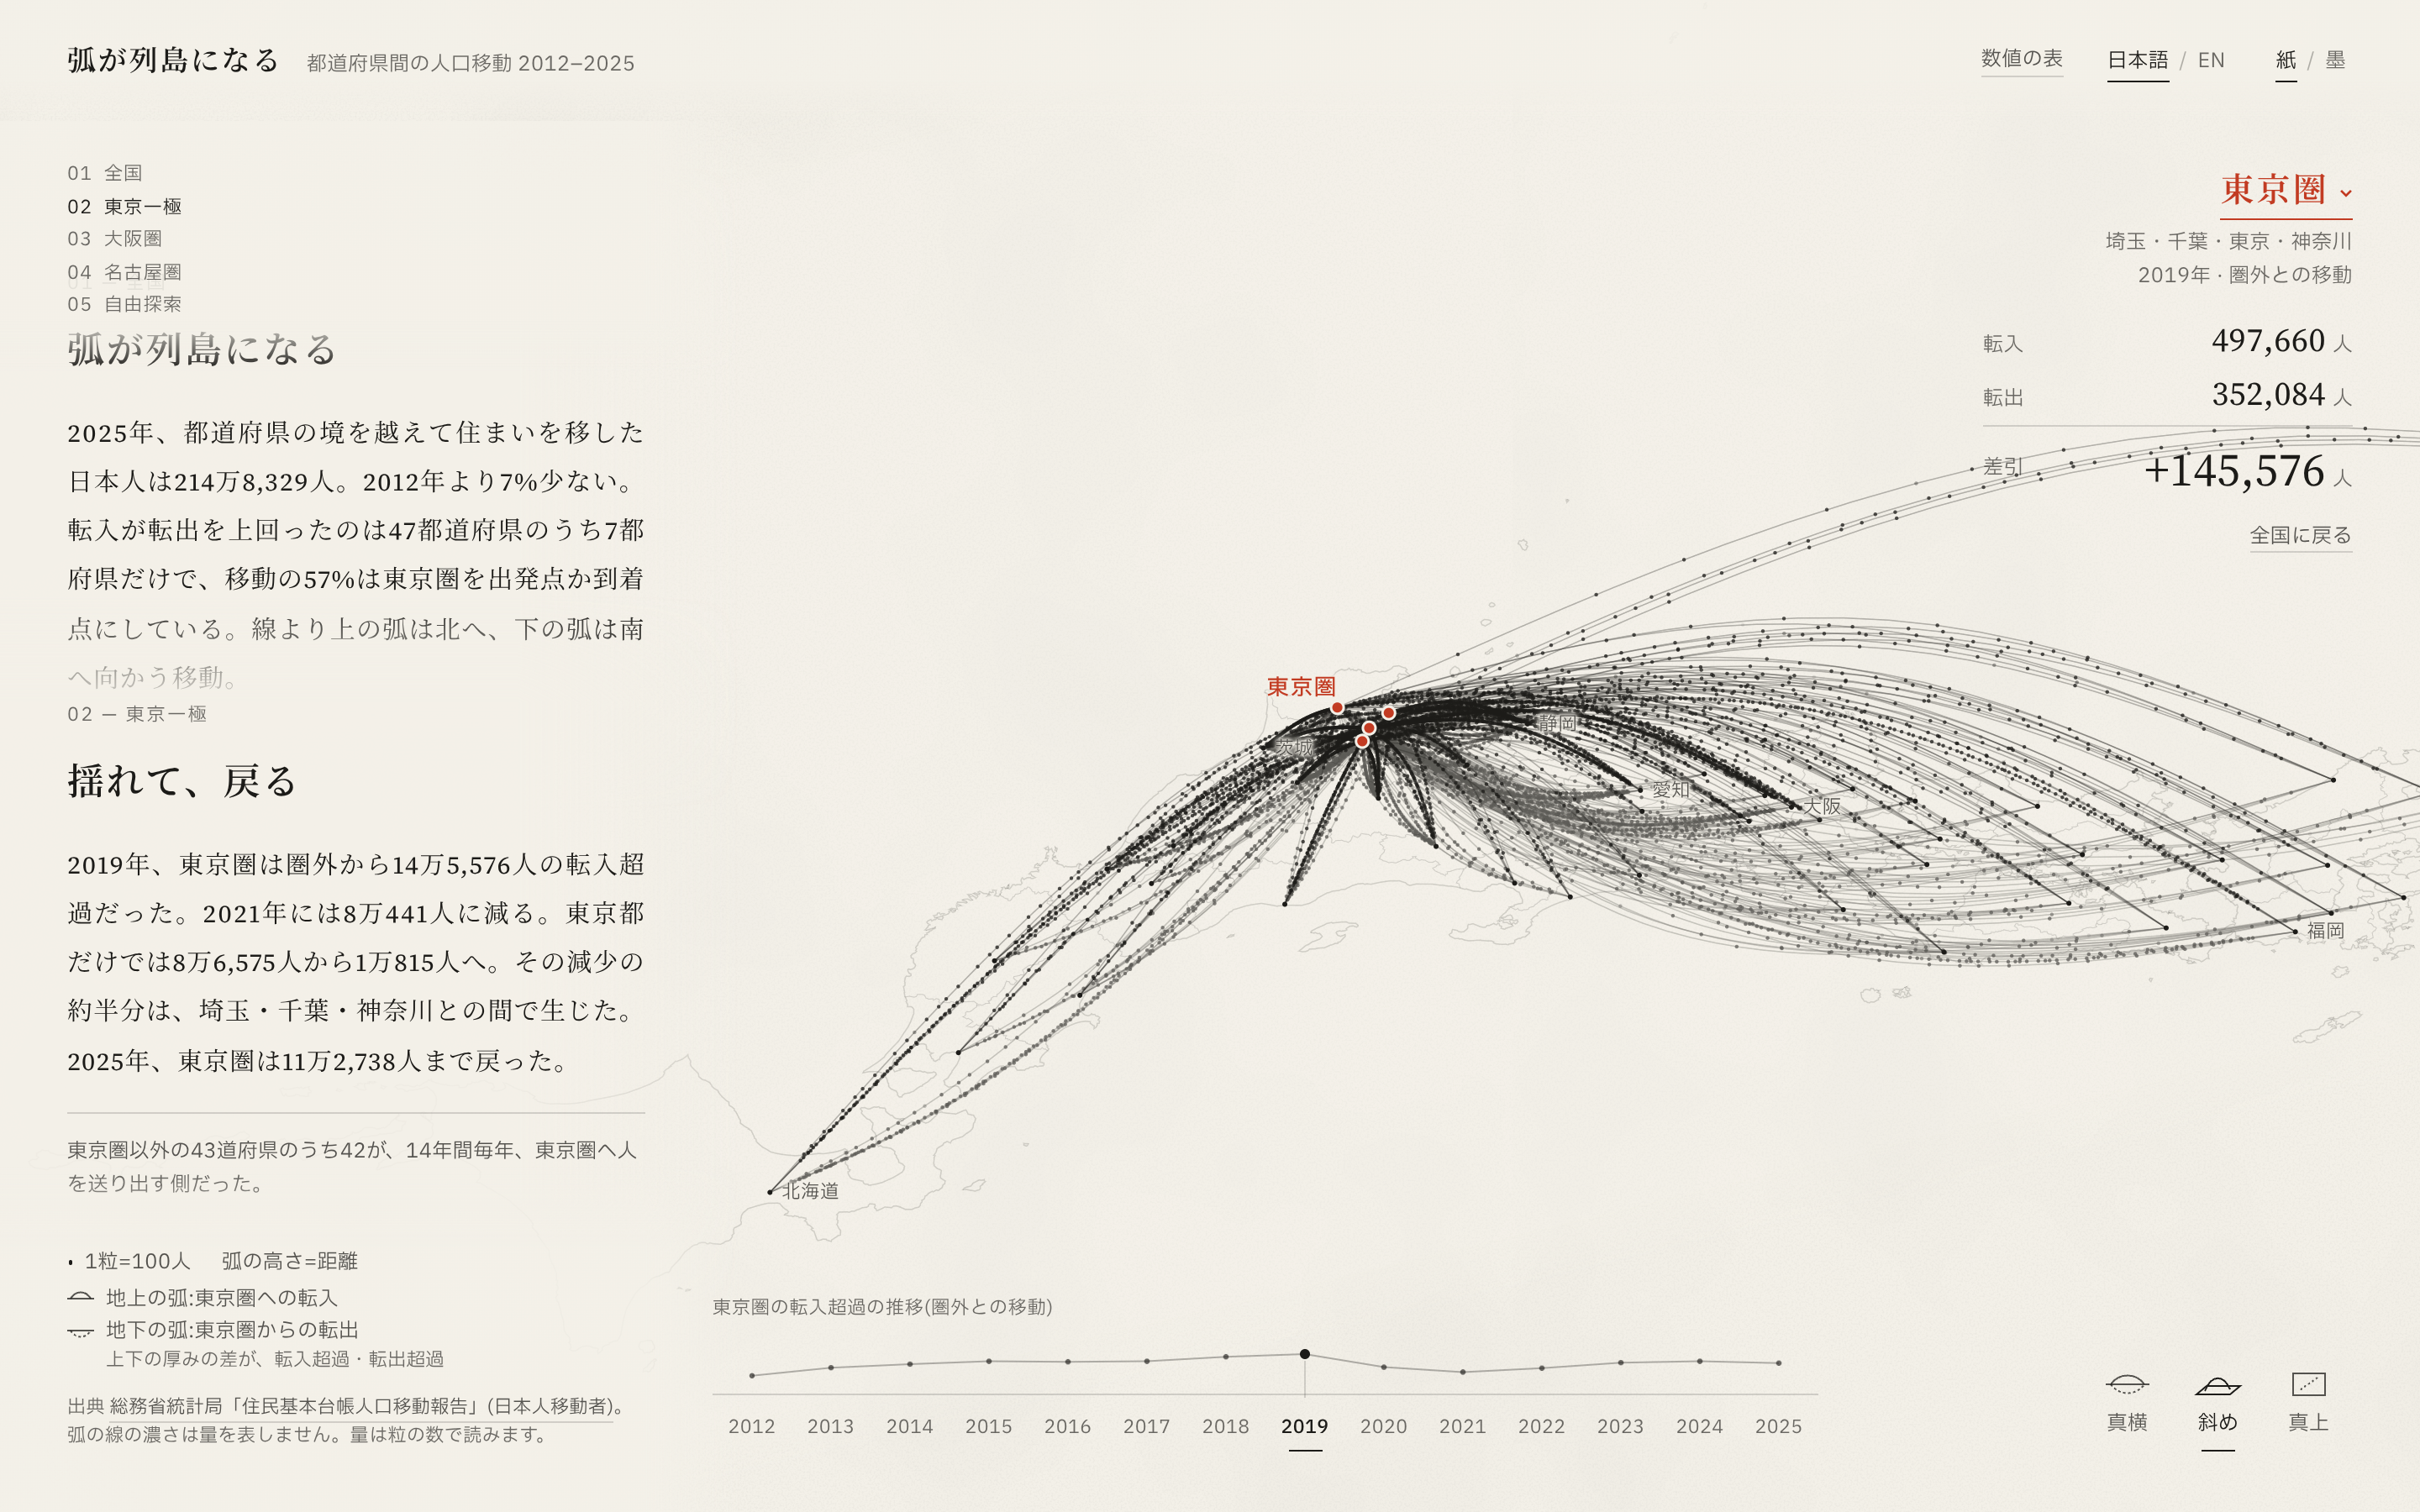 弧が列島になる 都道府県間の人口移動 2012–2025
数値の表 日本語 / EN 紙 / 墨
01 全国
02 東京一極
03 大阪圏
04 名古屋圏
01 — 全国
05 自由探索
弧が列島になる
2025年、都道府県の境を越えて住まいを移した
日本人は214万8,329人。2012年より7%少ない。
転入が転出を上回ったのは47都道府県のうち7都
府県だけで、移動の57%は東京圏を出発点か到着
点にしている。線より上の弧は北へ、下の弧は南
へ向かう移動。
02 — 東京一極
揺れて、戻る
2019年、東京圏は圏外から14万5,576人の転入超
過だった。2021年には8万441人に減る。東京都
だけでは8万6,575人から1万815人へ。その減少の
約半分は、埼玉・千葉・神奈川との間で生じた。
2025年、東京圏は11万2,738人まで戻った。
東京圏以外の43道府県のうち42が、14年間毎年、東京圏へ人
を送り出す側だった。
1粒=100人 弧の高さ=距離
地上の弧:東京圏への転入
地下の弧:東京圏からの転出
上下の厚みの差が、転入超過・転出超過
出典 総務省統計局「住民基本台帳人口移動報告」(日本人移動者)。
弧の線の濃さは量を表しません。量は粒の数で読みます。
東京圏
埼玉・千葉・東京・神奈川
2019年 · 圏外との移動
転入 497,660 人
転出 352,084 人
差引 +145,576 人
全国に戻る
東京圏
静岡
茨城
愛知
大阪
福岡
北海道
東京圏の転入超過の推移(圏外との移動)
2012 2013 2014 2015 2016 2017 2018 2019 2020 2021 2022 2023 2024 2025
真横 斜め 真上